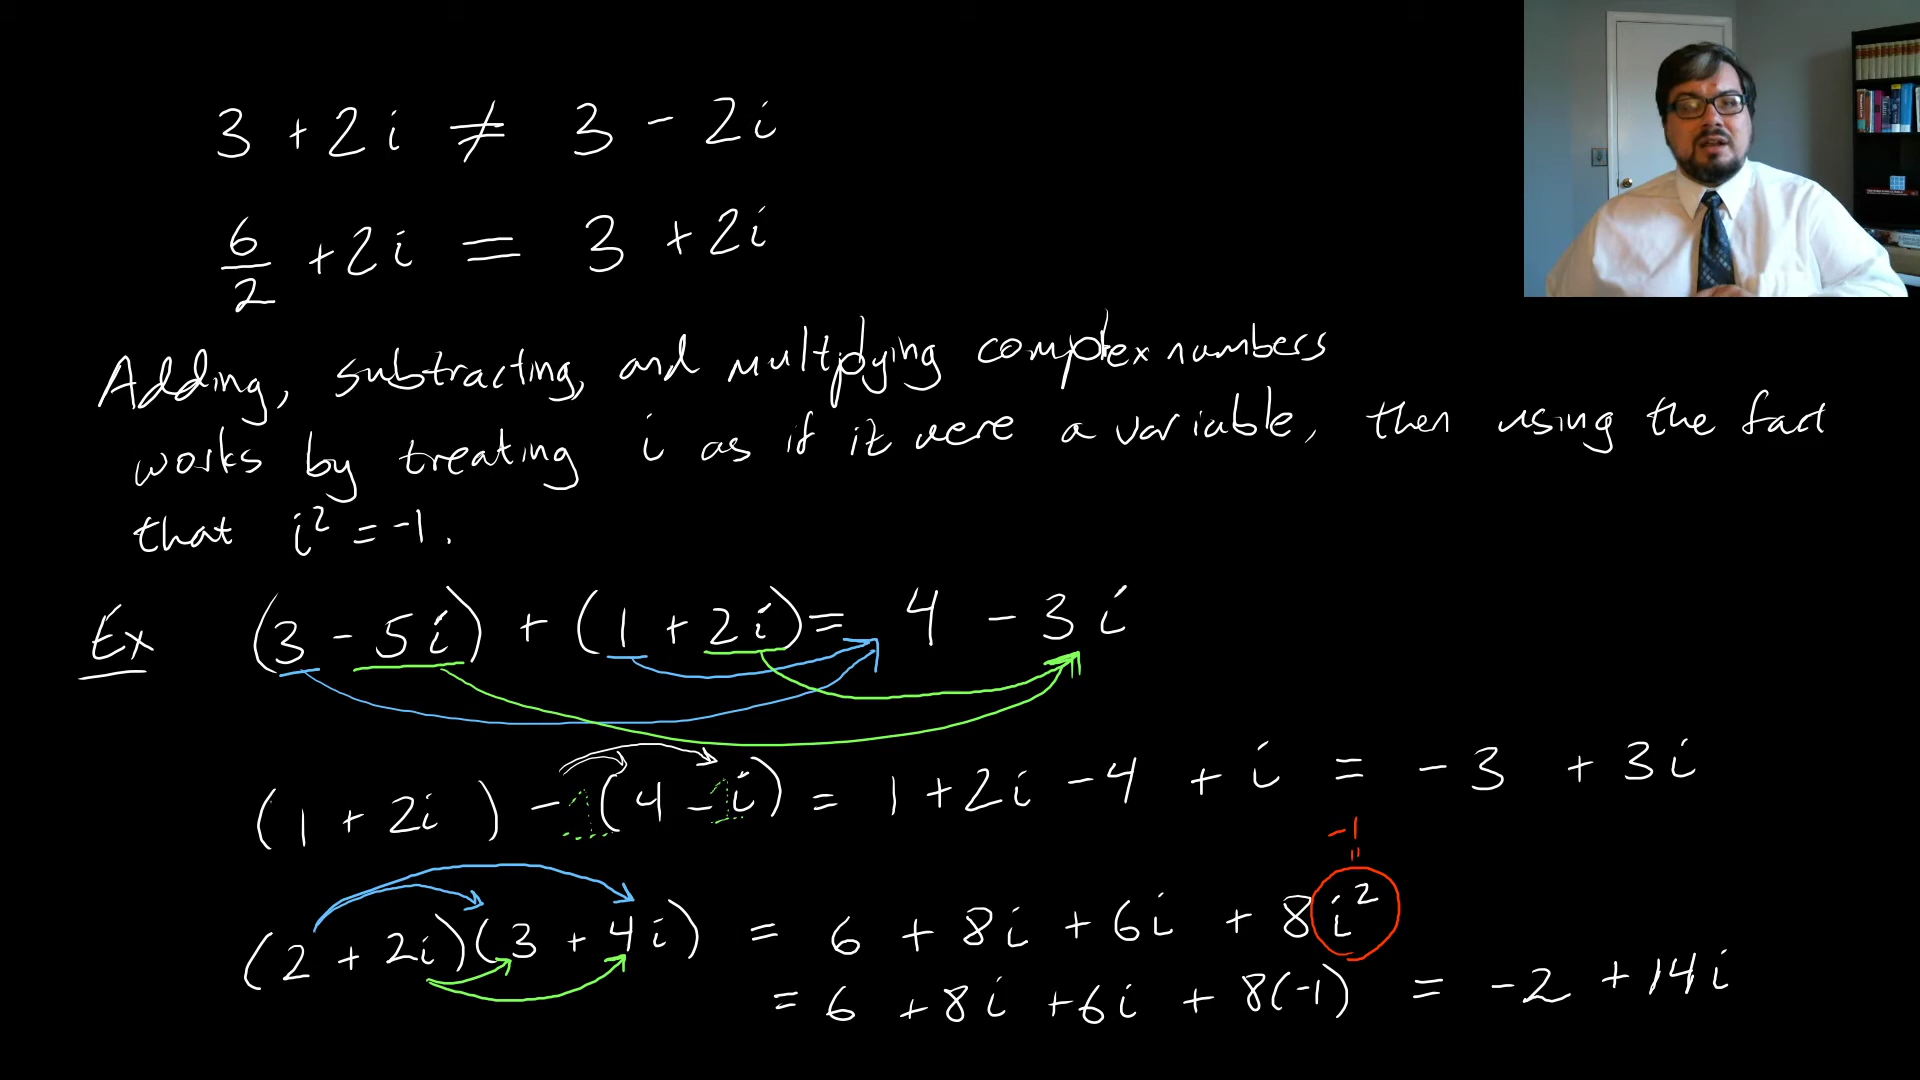 3 + 2i ≠ 3 - 2i
6/2 + 2i = 3 + 2i
Adding, subtracting, and multiplying complex numbers
works by treating i as if it were a variable, then using the fact
that i² = -1.
Ex (3 - 5i) + (1 + 2i) = 4 - 3i
(1 + 2i) - 1(4 - 1i) = 1 + 2i - 4 + i = -3 + 3i
-1
=
(2 + 2i)(3 + 4i) = 6 + 8i + 6i + 8i²
= 6 + 8i + 6i + 8(-1) = -2 + 14i